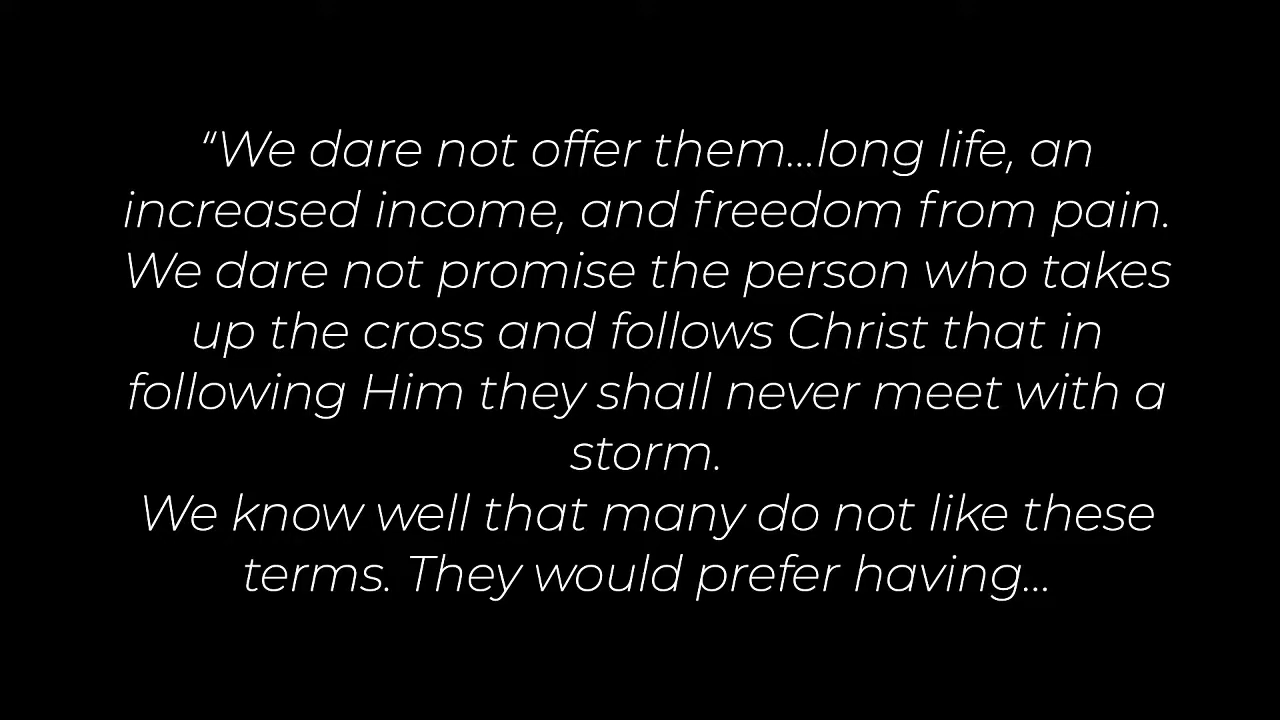 “We dare not offer them...long life, an
increased income, and freedom from pain.
We dare not promise the person who takes
up the cross and follows Christ that in
following Him they shall never meet with a
storm.
We know well that many do not like these
terms. They would prefer having...